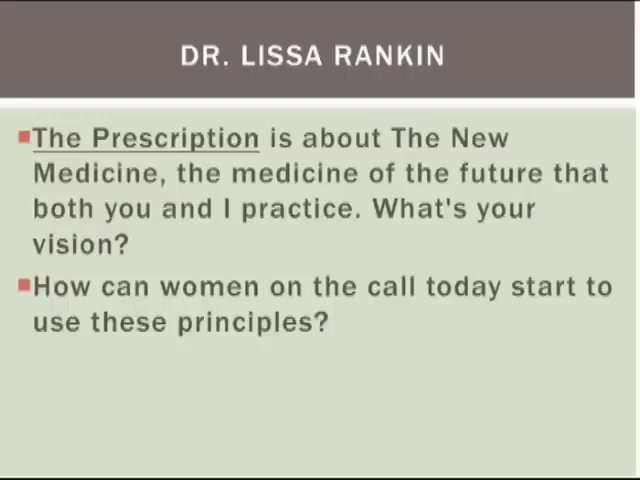 DR. LISSA RANKIN
The Prescription is about The New
Medicine, the medicine of the future that
both you and I practice. What's your
vision?
How can women on the call today start to
use these principles?